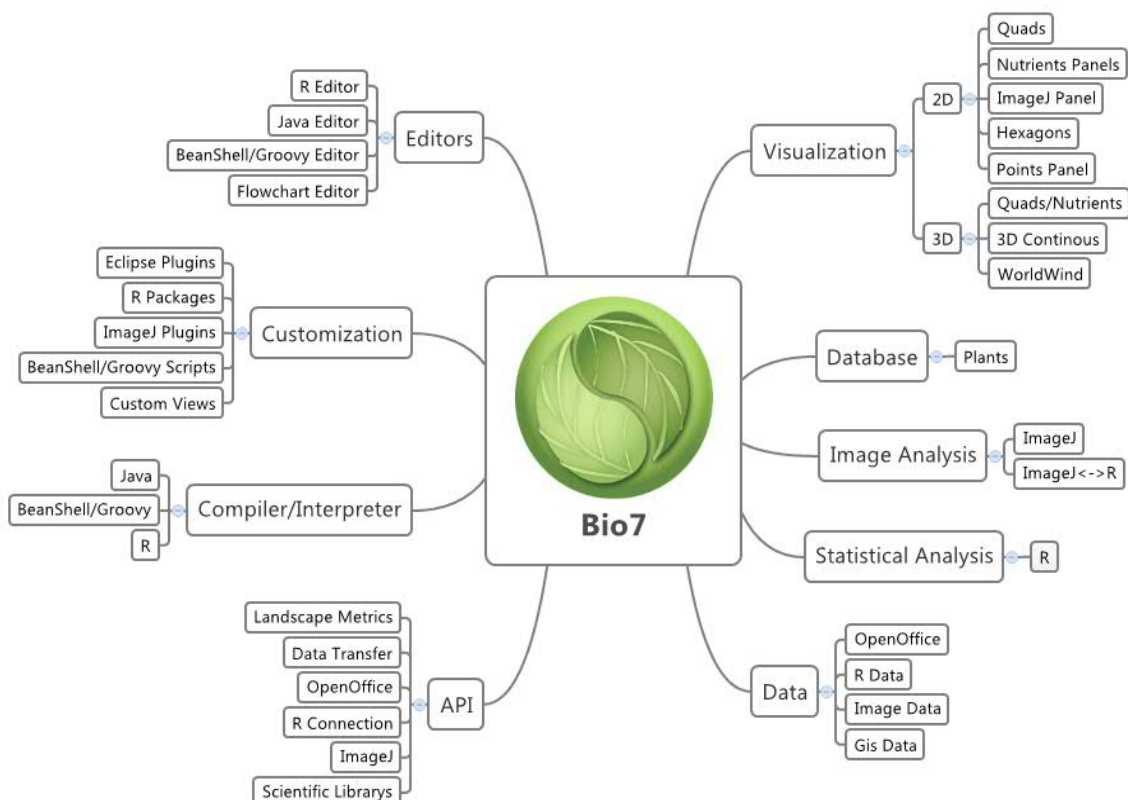 R Editor
Java Editor
BeanShell/Groovy Editor
Flowchart Editor
Editors
Eclipse Plugins
R Packages
ImageJ Plugins
BeanShell/Groovy Scripts
Custom Views
Customization
Java
BeanShell/Groovy
R
Compiler/Interpreter
Landscape Metrics
Data Transfer
OpenOffice
R Connection
ImageJ
Scientific Librarys
API
Bio7
Visualization
2D
Quads
Nutrients Panels
ImageJ Panel
Hexagons
Points Panel
3D
Quads/Nutrients
3D Continous
WorldWind
Database
Plants
Image Analysis
ImageJ
ImageJ<->R
Statistical Analysis
R
Data
OpenOffice
R Data
Image Data
Gis Data